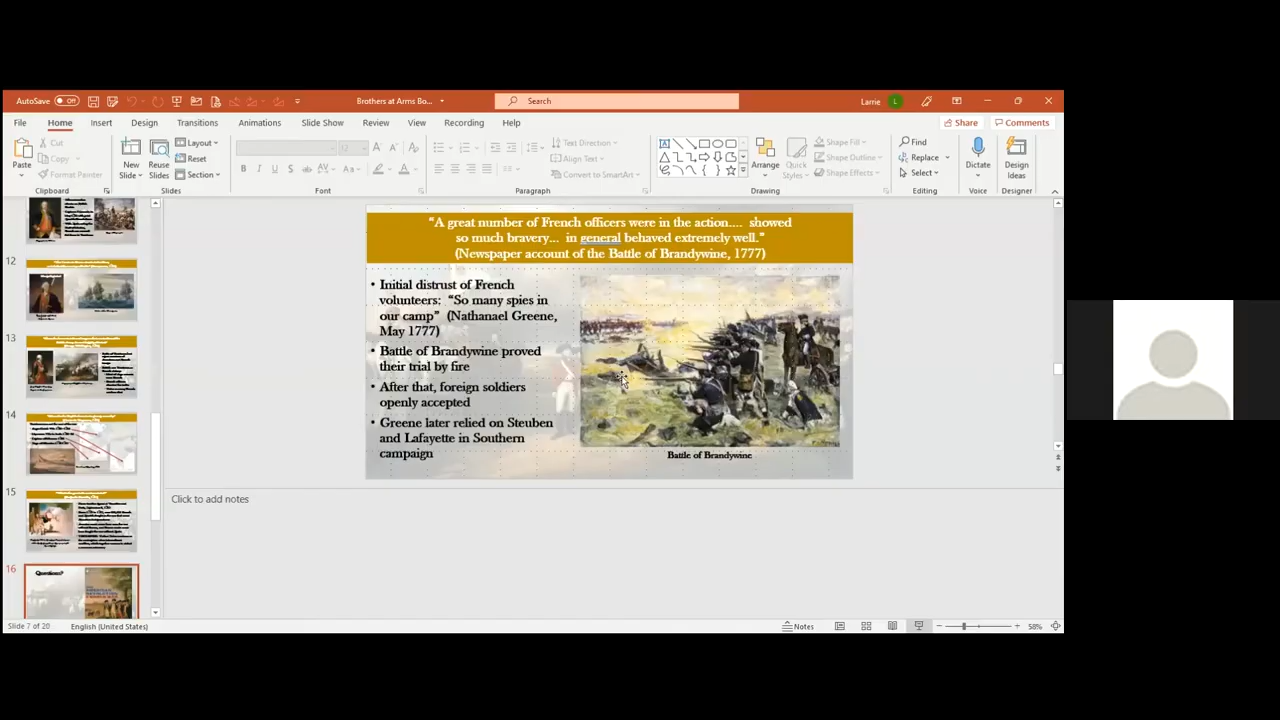 AutoSave Off
Brothers at Arms Bo...
Search
Larrie L
File Home Insert Draw Design Transitions Animations Slide Show Review View Recording Help
Share Comments
Paste
Cut
Copy
Format Painter
Clipboard
New Slide
Reuse Slides
Layout
Reset
Section
Slides
Font
Text Direction
Align Text
Convert to SmartArt
Paragraph
Arrange
Quick Styles
Shape Fill
Shape Outline
Shape Effects
Drawing
Find
Replace
Select
Editing
Dictate
Voice
Design Ideas
Designer
12
13
14
15
16
Questions?
“A great number of French officers were in the action.... showed
so much bravery... in general behaved extremely well.”
(Newspaper account of the Battle of Brandywine, 1777)
• Initial distrust of French
volunteers: “So many spies in
our camp” (Nathanael Greene,
May 1777)
• Battle of Brandywine proved
their trial by fire
• After that, foreign soldiers
openly accepted
• Greene later relied on Steuben
and Lafayette in Southern
campaign
Battle of Brandywine
Click to add notes
Slide 7 of 20
English (United States)
Notes
58%